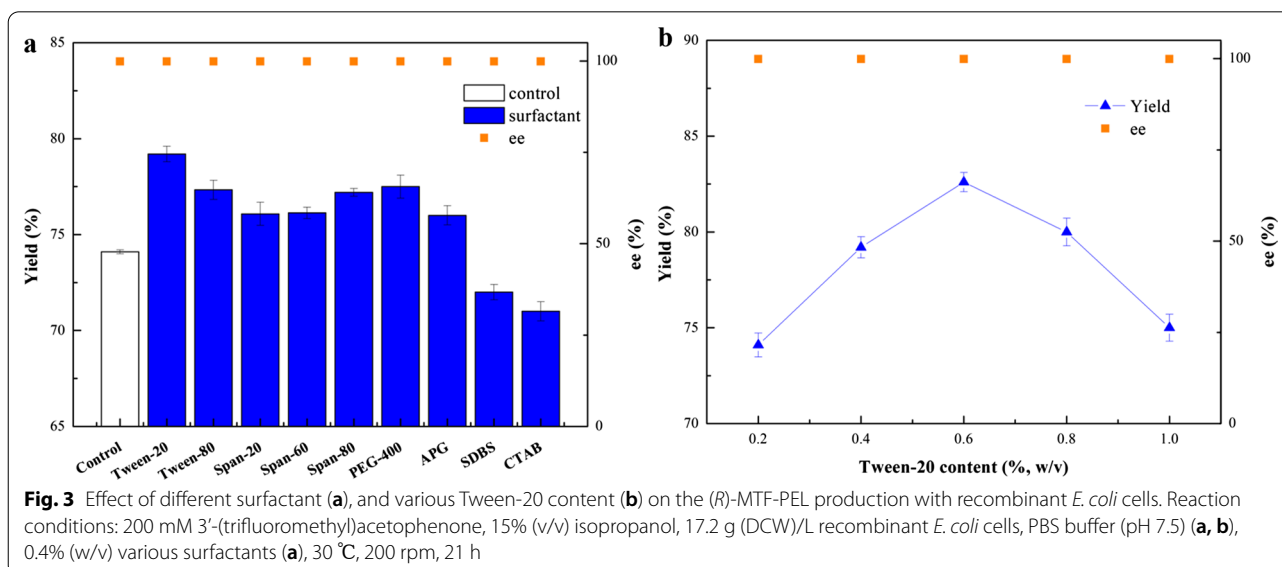 a
85
80
75
70
65
Yield (%)
100
50
0
ee (%)
control
surfactant
ee
Control
Tween-20
Tween-80
Span-20
Span-60
Span-80
PEG-400
APG
SDBS
CTAB
b
90
85
80
75
70
Yield (%)
100
50
0
ee (%)
Yield
ee
0.2
0.4
0.6
0.8
1.0
Tween-20 content (%, w/v)
Fig. 3 Effect of different surfactant (a), and various Tween-20 content (b) on the (R)-MTF-PEL production with recombinant E. coli cells. Reaction
conditions: 200 mM 3′-(trifluoromethyl)acetophenone, 15% (v/v) isopropanol, 17.2 g (DCW)/L recombinant E. coli cells, PBS buffer (pH 7.5) (a, b),
0.4% (w/v) various surfactants (a), 30 ℃, 200 rpm, 21 h